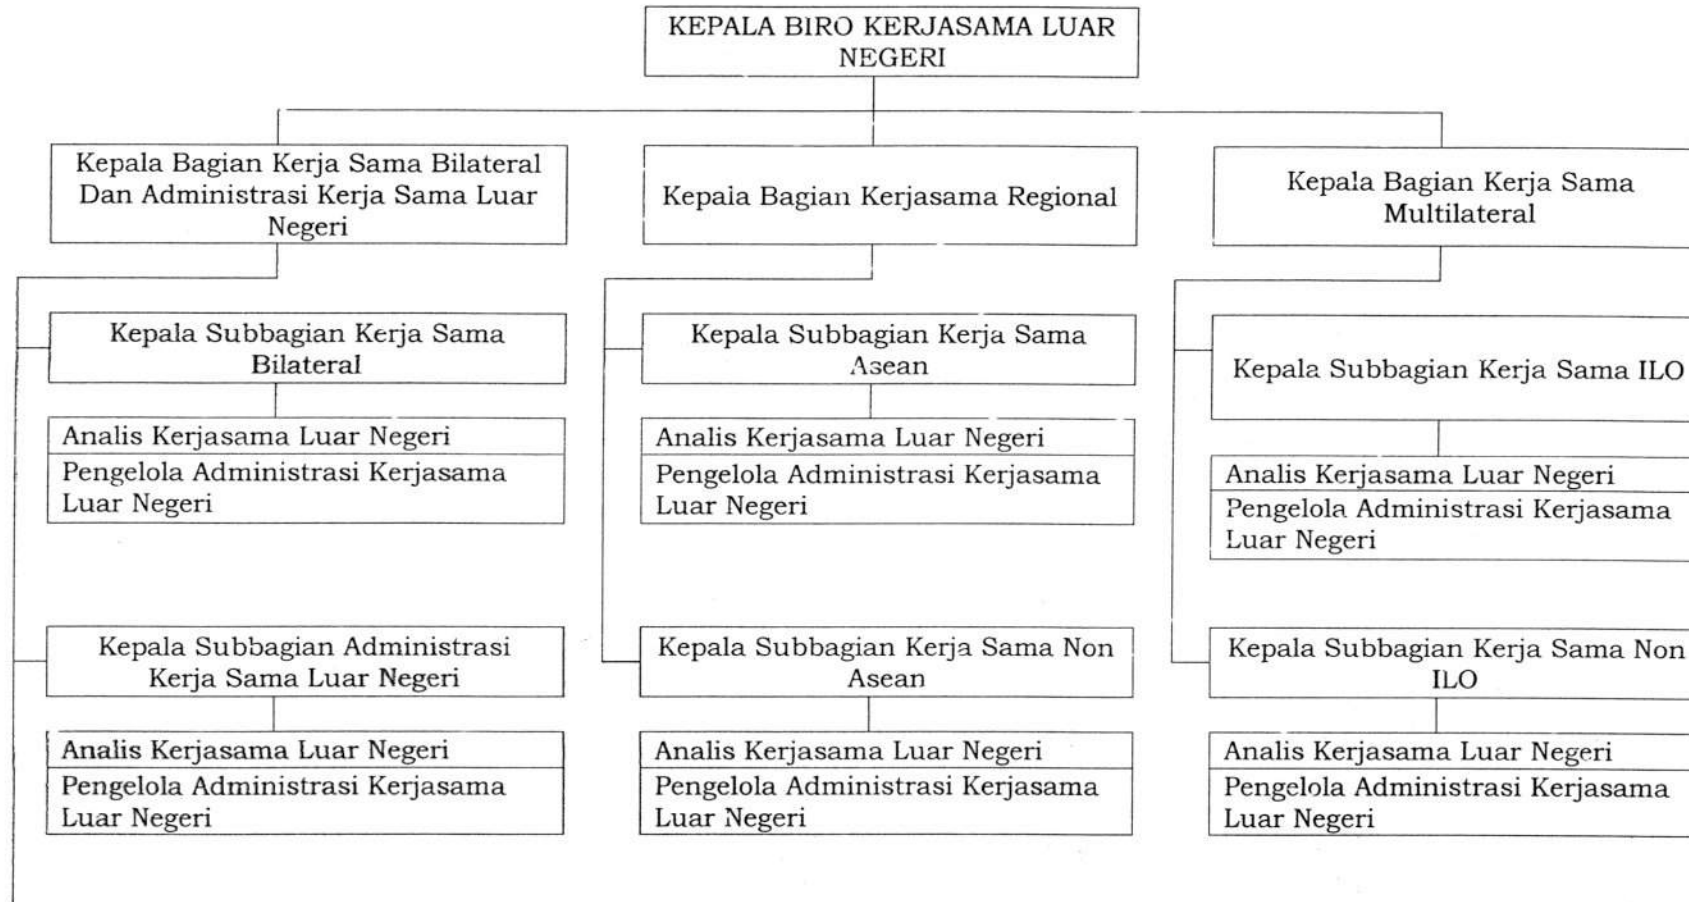 KEPALA BIRO KERJASAMA LUAR
NEGERI
Kepala Bagian Kerja Sama Bilateral
Dan Administrasi Kerja Sama Luar
Negeri
Kepala Bagian Kerjasama Regional
Kepala Bagian Kerja Sama
Multilateral
Kepala Subbagian Kerja Sama
Bilateral
Kepala Subbagian Kerja Sama
Asean
Kepala Subbagian Kerja Sama ILO
Analis Kerjasama Luar Negeri
Pengelola Administrasi Kerjasama
Luar Negeri
Analis Kerjasama Luar Negeri
Pengelola Administrasi Kerjasama
Luar Negeri
Analis Kerjasama Luar Negeri
Pengelola Administrasi Kerjasama
Luar Negeri
Kepala Subbagian Administrasi
Kerja Sama Luar Negeri
Kepala Subbagian Kerja Sama Non
Asean
Kepala Subbagian Kerja Sama Non
ILO
Analis Kerjasama Luar Negeri
Pengelola Administrasi Kerjasama
Luar Negeri
Analis Kerjasama Luar Negeri
Pengelola Administrasi Kerjasama
Luar Negeri
Analis Kerjasama Luar Negeri
Pengelola Administrasi Kerjasama
Luar Negeri